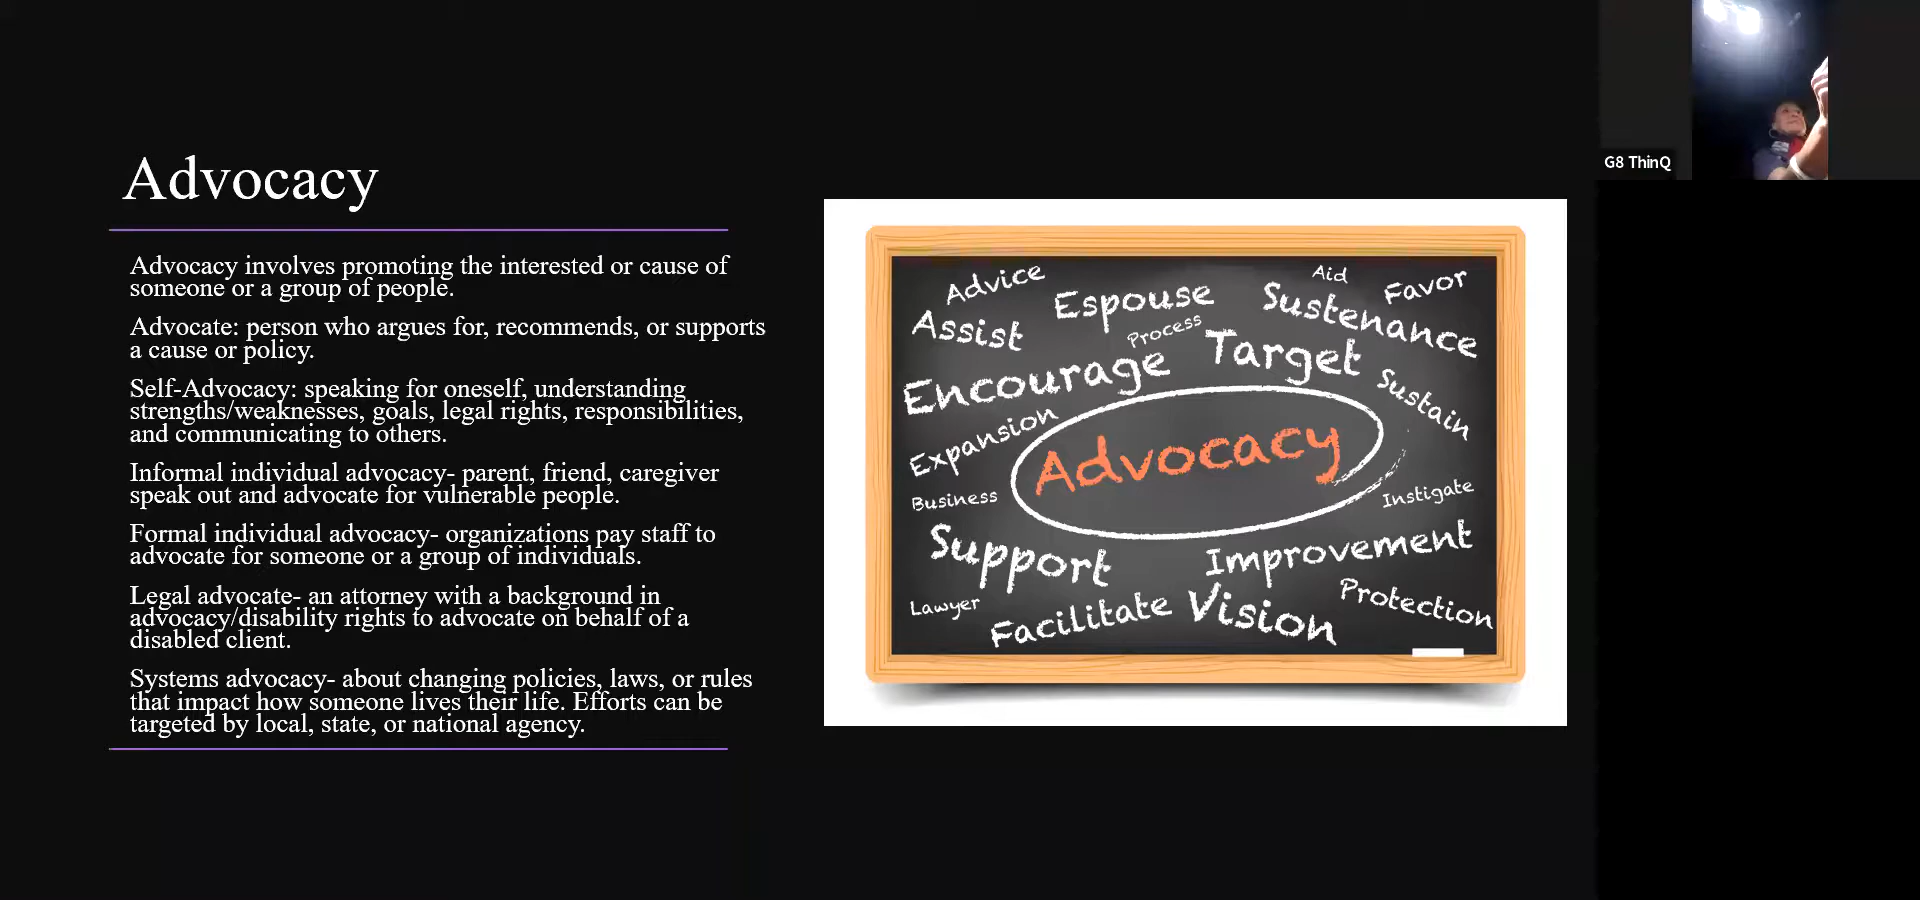 Advocacy
Advocacy involves promoting the interested or cause of
someone or a group of people.
Advocate: person who argues for, recommends, or supports
a cause or policy.
Self-Advocacy: speaking for oneself, understanding
strengths/weaknesses, goals, legal rights, responsibilities,
and communicating to others.
Informal individual advocacy- parent, friend, caregiver
speak out and advocate for vulnerable people.
Formal individual advocacy- organizations pay staff to
advocate for someone or a group of individuals.
Legal advocate- an attorney with a background in
advocacy/disability rights to advocate on behalf of a
disabled client.
Systems advocacy- about changing policies, laws, or rules
that impact how someone lives their life. Efforts can be
targeted by local, state, or national agency.
Advice
Espouse
Aid
Favor
Assist
Process
Sustenance
Encourage
Target
Sustain
Expansion
Advocacy
Business
Instigate
Support
Improvement
Lawyer
Facilitate
Vision
Protection
G8 ThinQ